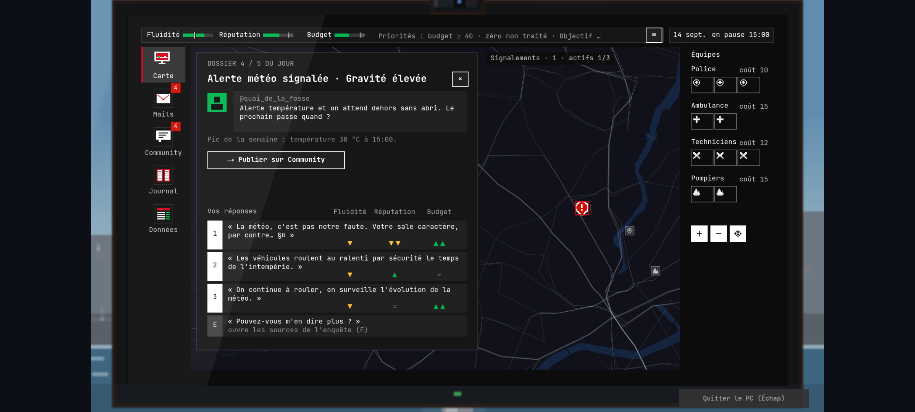 Fluidité Réputation Budget Priorités : budget ≥ 40 · zéro non traité · Objectif … 14 sept. en pause 15:00
Carte
4
Mails
4
Community
Journal
Données
DOSSIER 4 / 5 DU JOUR
Alerte météo signalée · Gravité élevée
@quai_de_la_fosse
Alerte température et on attend dehors sans abri. Le
prochain passe quand ?
Pic de la semaine : température 30 °C à 15:00.
→ Publier sur Community
Vos réponses Fluidité Réputation Budget
1 « La météo, c'est pas notre faute. Votre sale caractère,
par contre. §@ »
2 « Les véhicules roulent au ralenti par sécurité le temps
de l'intempérie. »
3 « On continue à rouler, on surveille l'évolution de la
météo. »
E « Pouvez-vous m'en dire plus ? »
ouvre les sources de l'enquête (E)
Signalements · 1 · actifs 1/3
Équipes
Police coût 10
Ambulance coût 15
Techniciens coût 12
Pompiers coût 15
Quitter le PC (Échap)